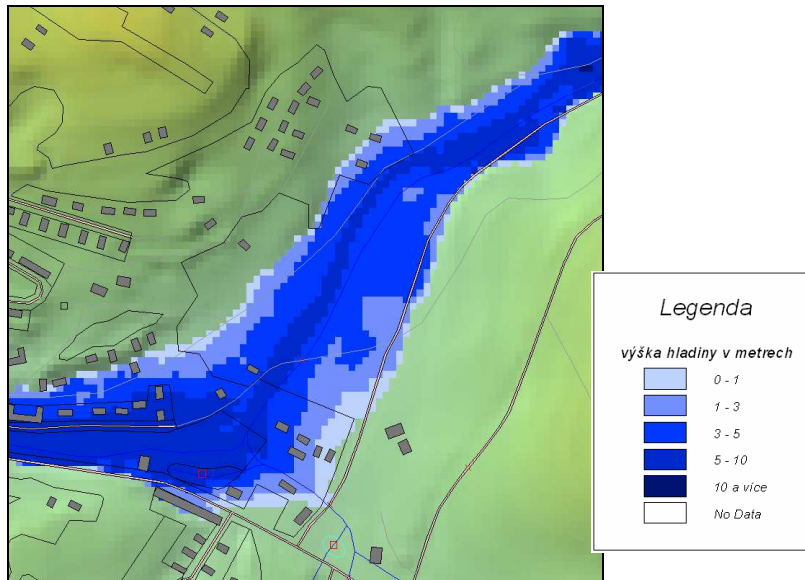 Legenda
výška hladiny v metrech
0 - 1
1 - 3
3 - 5
5 - 10
10 a více
No Data